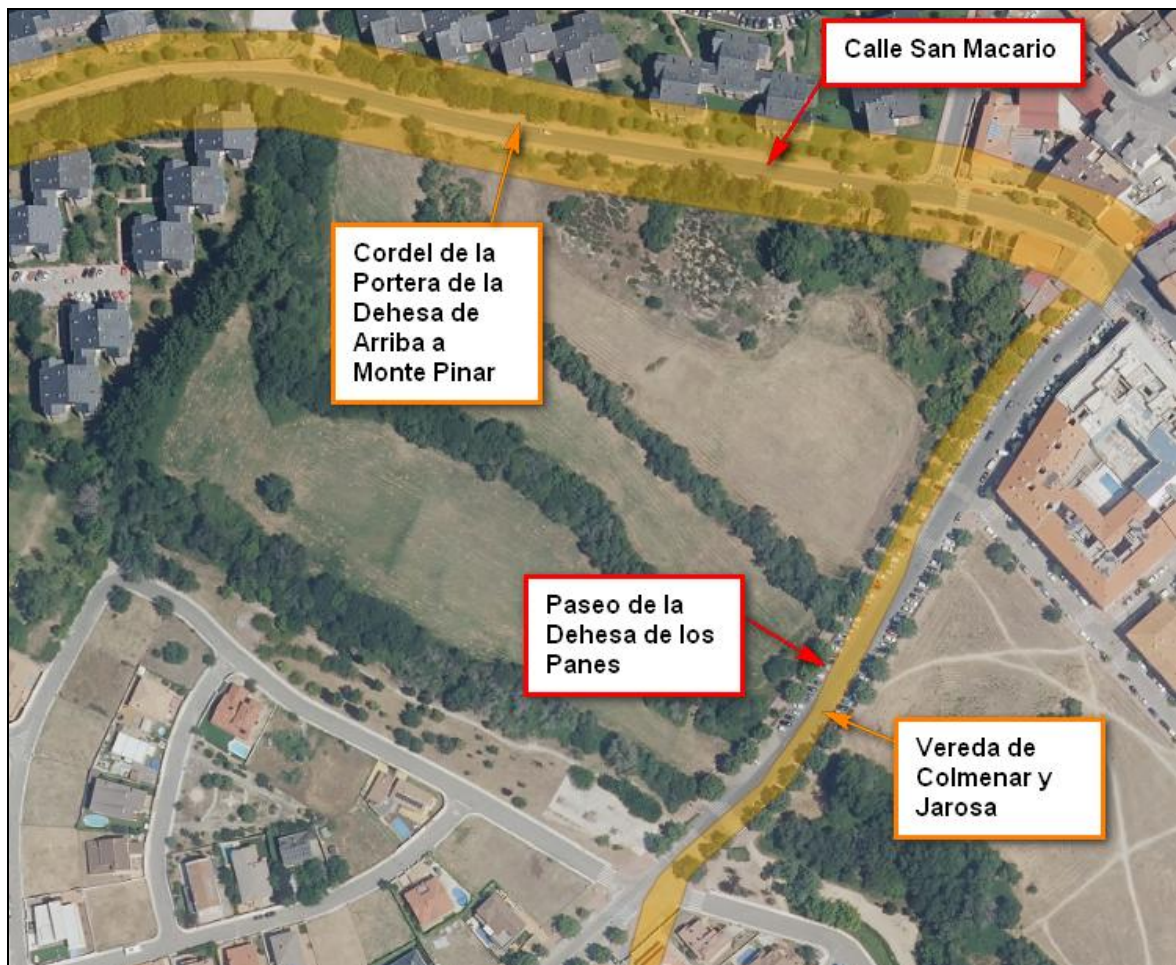 Calle San Macario
Cordel de la
Portera de la
Dehesa de
Arriba a
Monte Pinar
Paseo de la
Dehesa de los
Panes
Vereda de
Colmenar y
Jarosa